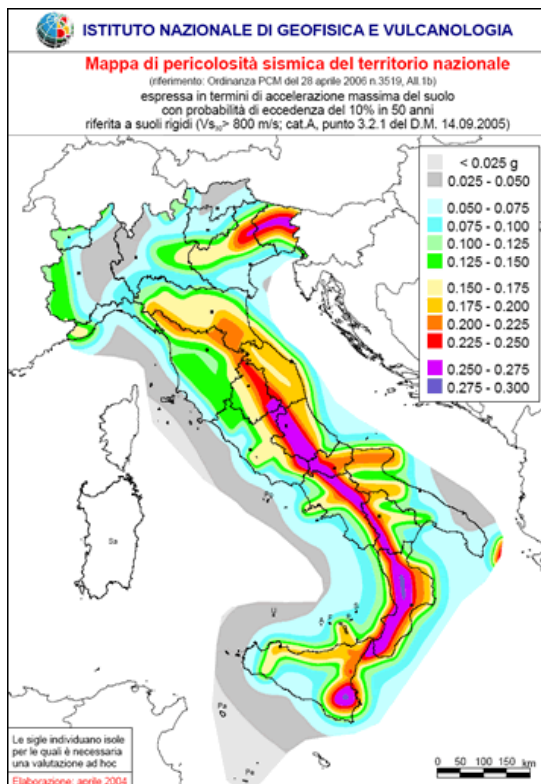 ISTITUTO NAZIONALE DI GEOFISICA E VULCANOLOGIA
Mappa di pericolosità sismica del territorio nazionale
(riferimento: Ordinanza PCM del 28 aprile 2006 n.3519, All.1b)
espressa in termini di accelerazione massima del suolo
con probabilità di eccedenza del 10% in 50 anni
riferita a suoli rigidi (Vs30> 800 m/s; cat.A, punto 3.2.1 del D.M. 14.09.2005)
< 0.025 g
0.025 - 0.050
0.050 - 0.075
0.075 - 0.100
0.100 - 0.125
0.125 - 0.150
0.150 - 0.175
0.175 - 0.200
0.200 - 0.225
0.225 - 0.250
0.250 - 0.275
0.275 - 0.300
Sa
U
Pa
Pe
Le sigle individuano isole
per le quali è necessaria
una valutazione ad hoc
Elaborazione: aprile 2004
0 50 100 150 km